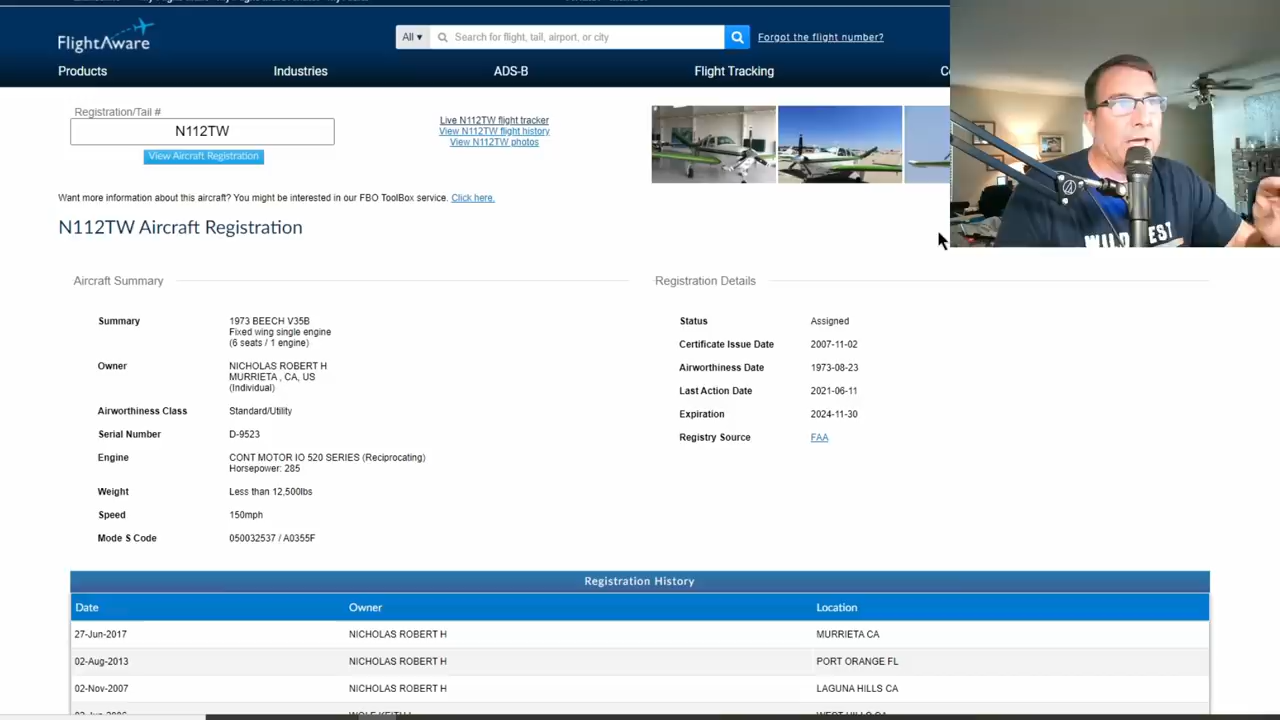 FlightAware
All ▾
Search for flight, tail, airport, or city
Forgot the flight number?
Products
Industries
ADS-B
Flight Tracking
Registration/Tail #
N112TW
View Aircraft Registration
Live N112TW flight tracker
View N112TW flight history
View N112TW photos
Want more information about this aircraft? You might be interested in our FBO ToolBox service. Click here.
N112TW Aircraft Registration
Aircraft Summary
Summary
1973 BEECH V35B
Fixed wing single engine
(6 seats / 1 engine)
Owner
NICHOLAS ROBERT H
MURRIETA , CA, US
(Individual)
Airworthiness Class
Standard/Utility
Serial Number
D-9523
Engine
CONT MOTOR IO 520 SERIES (Reciprocating)
Horsepower: 285
Weight
Less than 12,500lbs
Speed
150mph
Mode S Code
050032537 / A0355F
Registration Details
Status
Assigned
Certificate Issue Date
2007-11-02
Airworthiness Date
1973-08-23
Last Action Date
2021-06-11
Expiration
2024-11-30
Registry Source
FAA
Registration History
Date Owner Location
27-Jun-2017 NICHOLAS ROBERT H MURRIETA CA
02-Aug-2013 NICHOLAS ROBERT H PORT ORANGE FL
02-Nov-2007 NICHOLAS ROBERT H LAGUNA HILLS CA